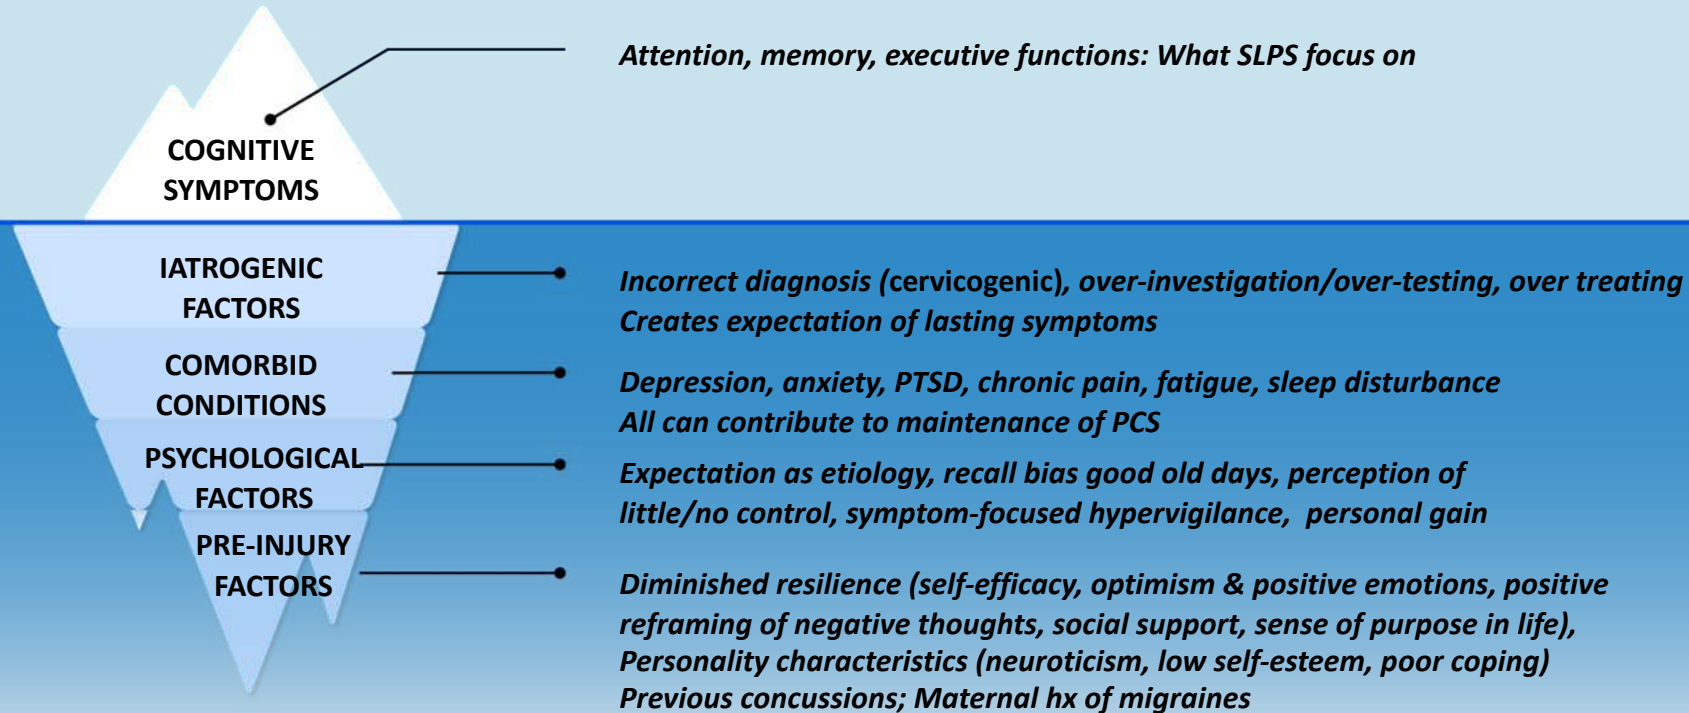 Attention, memory, executive functions: What SLPS focus on
COGNITIVE
SYMPTOMS
IATROGENIC
FACTORS
Incorrect diagnosis (cervicogenic), over-investigation/over-testing, over treating
Creates expectation of lasting symptoms
COMORBID
CONDITIONS
Depression, anxiety, PTSD, chronic pain, fatigue, sleep disturbance
All can contribute to maintenance of PCS
PSYCHOLOGICAL
FACTORS
Expectation as etiology, recall bias good old days, perception of
little/no control, symptom-focused hypervigilance, personal gain
PRE-INJURY
FACTORS
Diminished resilience (self-efficacy, optimism & positive emotions, positive
reframing of negative thoughts, social support, sense of purpose in life),
Personality characteristics (neuroticism, low self-esteem, poor coping)
Previous concussions; Maternal hx of migraines